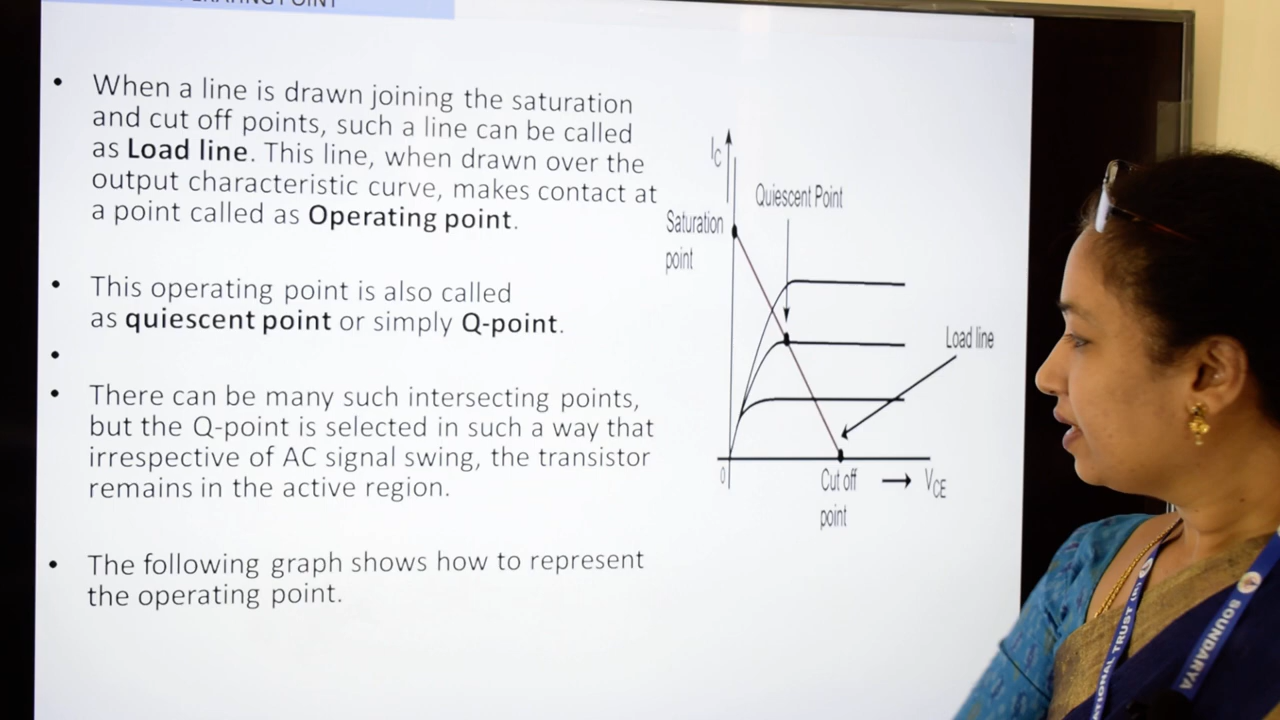 OPERATING POINT
• When a line is drawn joining the saturation
and cut off points, such a line can be called
as Load line. This line, when drawn over the
output characteristic curve, makes contact at
a point called as Operating point.
• This operating point is also called
as quiescent point or simply Q-point.
•
• There can be many such intersecting points,
but the Q-point is selected in such a way that
irrespective of AC signal swing, the transistor
remains in the active region.
• The following graph shows how to represent
the operating point.
IC
Quiescent Point
Saturation
point
Load line
0
Cut off
point
VCE
TRUST (R)
SOUNDARYA